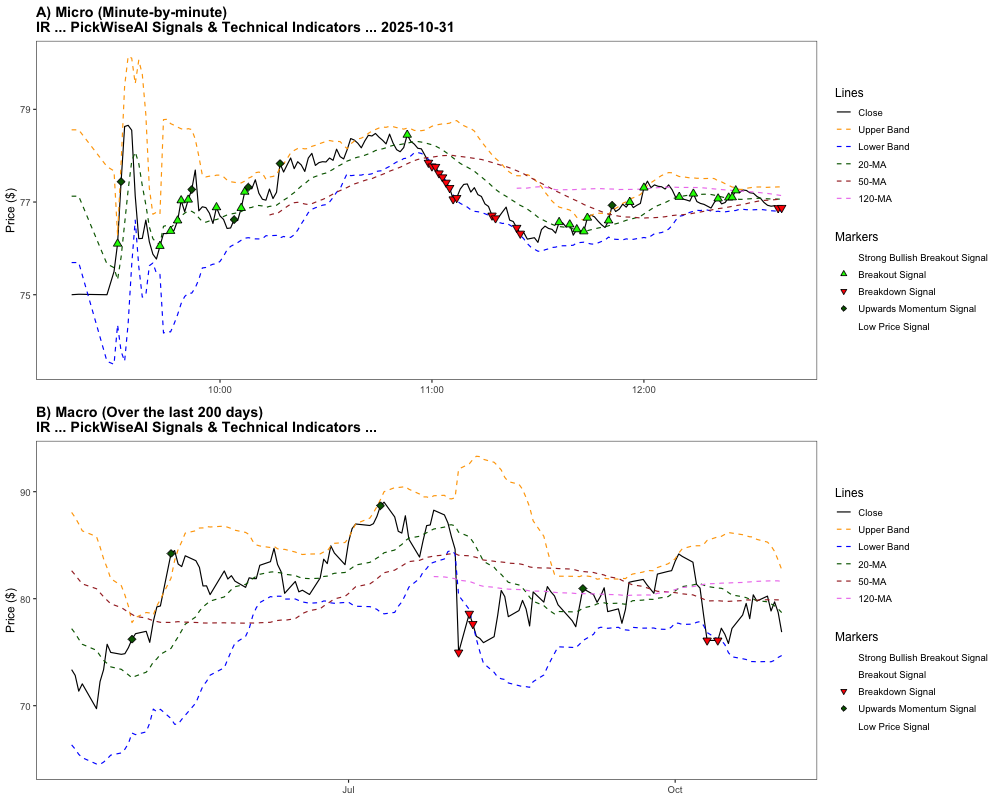 A) Micro (Minute-by-minute)
IR ... PickWiseAI Signals & Technical Indicators ... 2025-10-31
Price ($)
79
77
75
10:00
11:00
12:00
Lines
Close
Upper Band
Lower Band
20-MA
50-MA
120-MA
Markers
Strong Bullish Breakout Signal
Breakout Signal
Breakdown Signal
Upwards Momentum Signal
Low Price Signal
B) Macro (Over the last 200 days)
IR ... PickWiseAI Signals & Technical Indicators ...
Price ($)
90
80
70
Jul
Oct
Lines
Close
Upper Band
Lower Band
20-MA
50-MA
120-MA
Markers
Strong Bullish Breakout Signal
Breakout Signal
Breakdown Signal
Upwards Momentum Signal
Low Price Signal